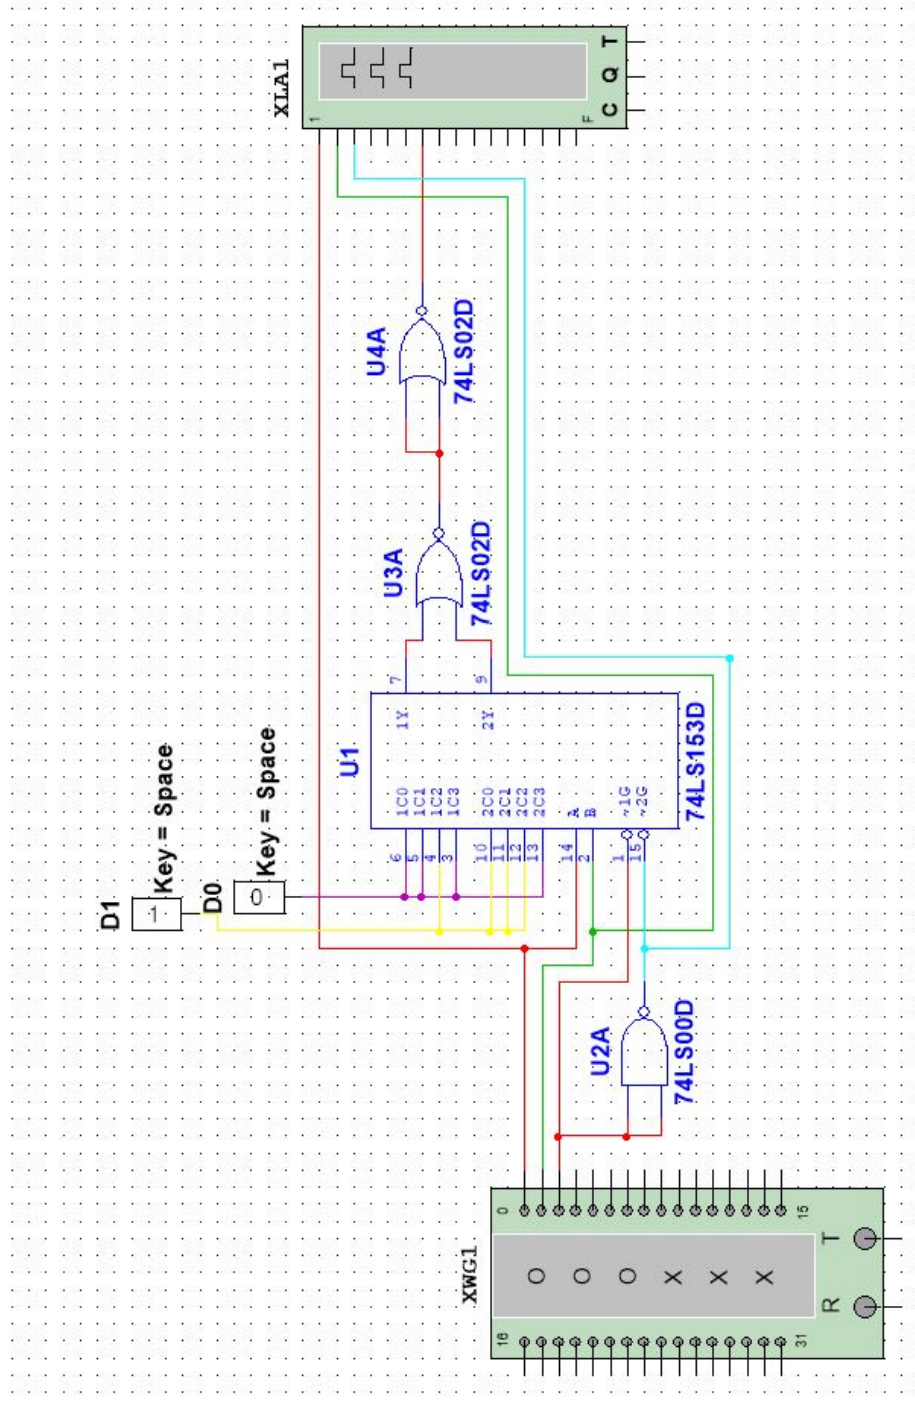 XLA1
1
F
C Q T
U4A
74LS02D
U3A
74LS02D
D1
1
Key = Space
D0
0
Key = Space
U1
74LS153D
6 1C0
5 1C1
4 1C2
3 1C3
10 2C0
11 2C1
12 2C2
13 2C3
14 A
2 B
1 ~1G
15 ~2G
1Y 7
2Y 9
U2A
74LS00D
XWG1
0
15
16
31
O O O X X X
R T